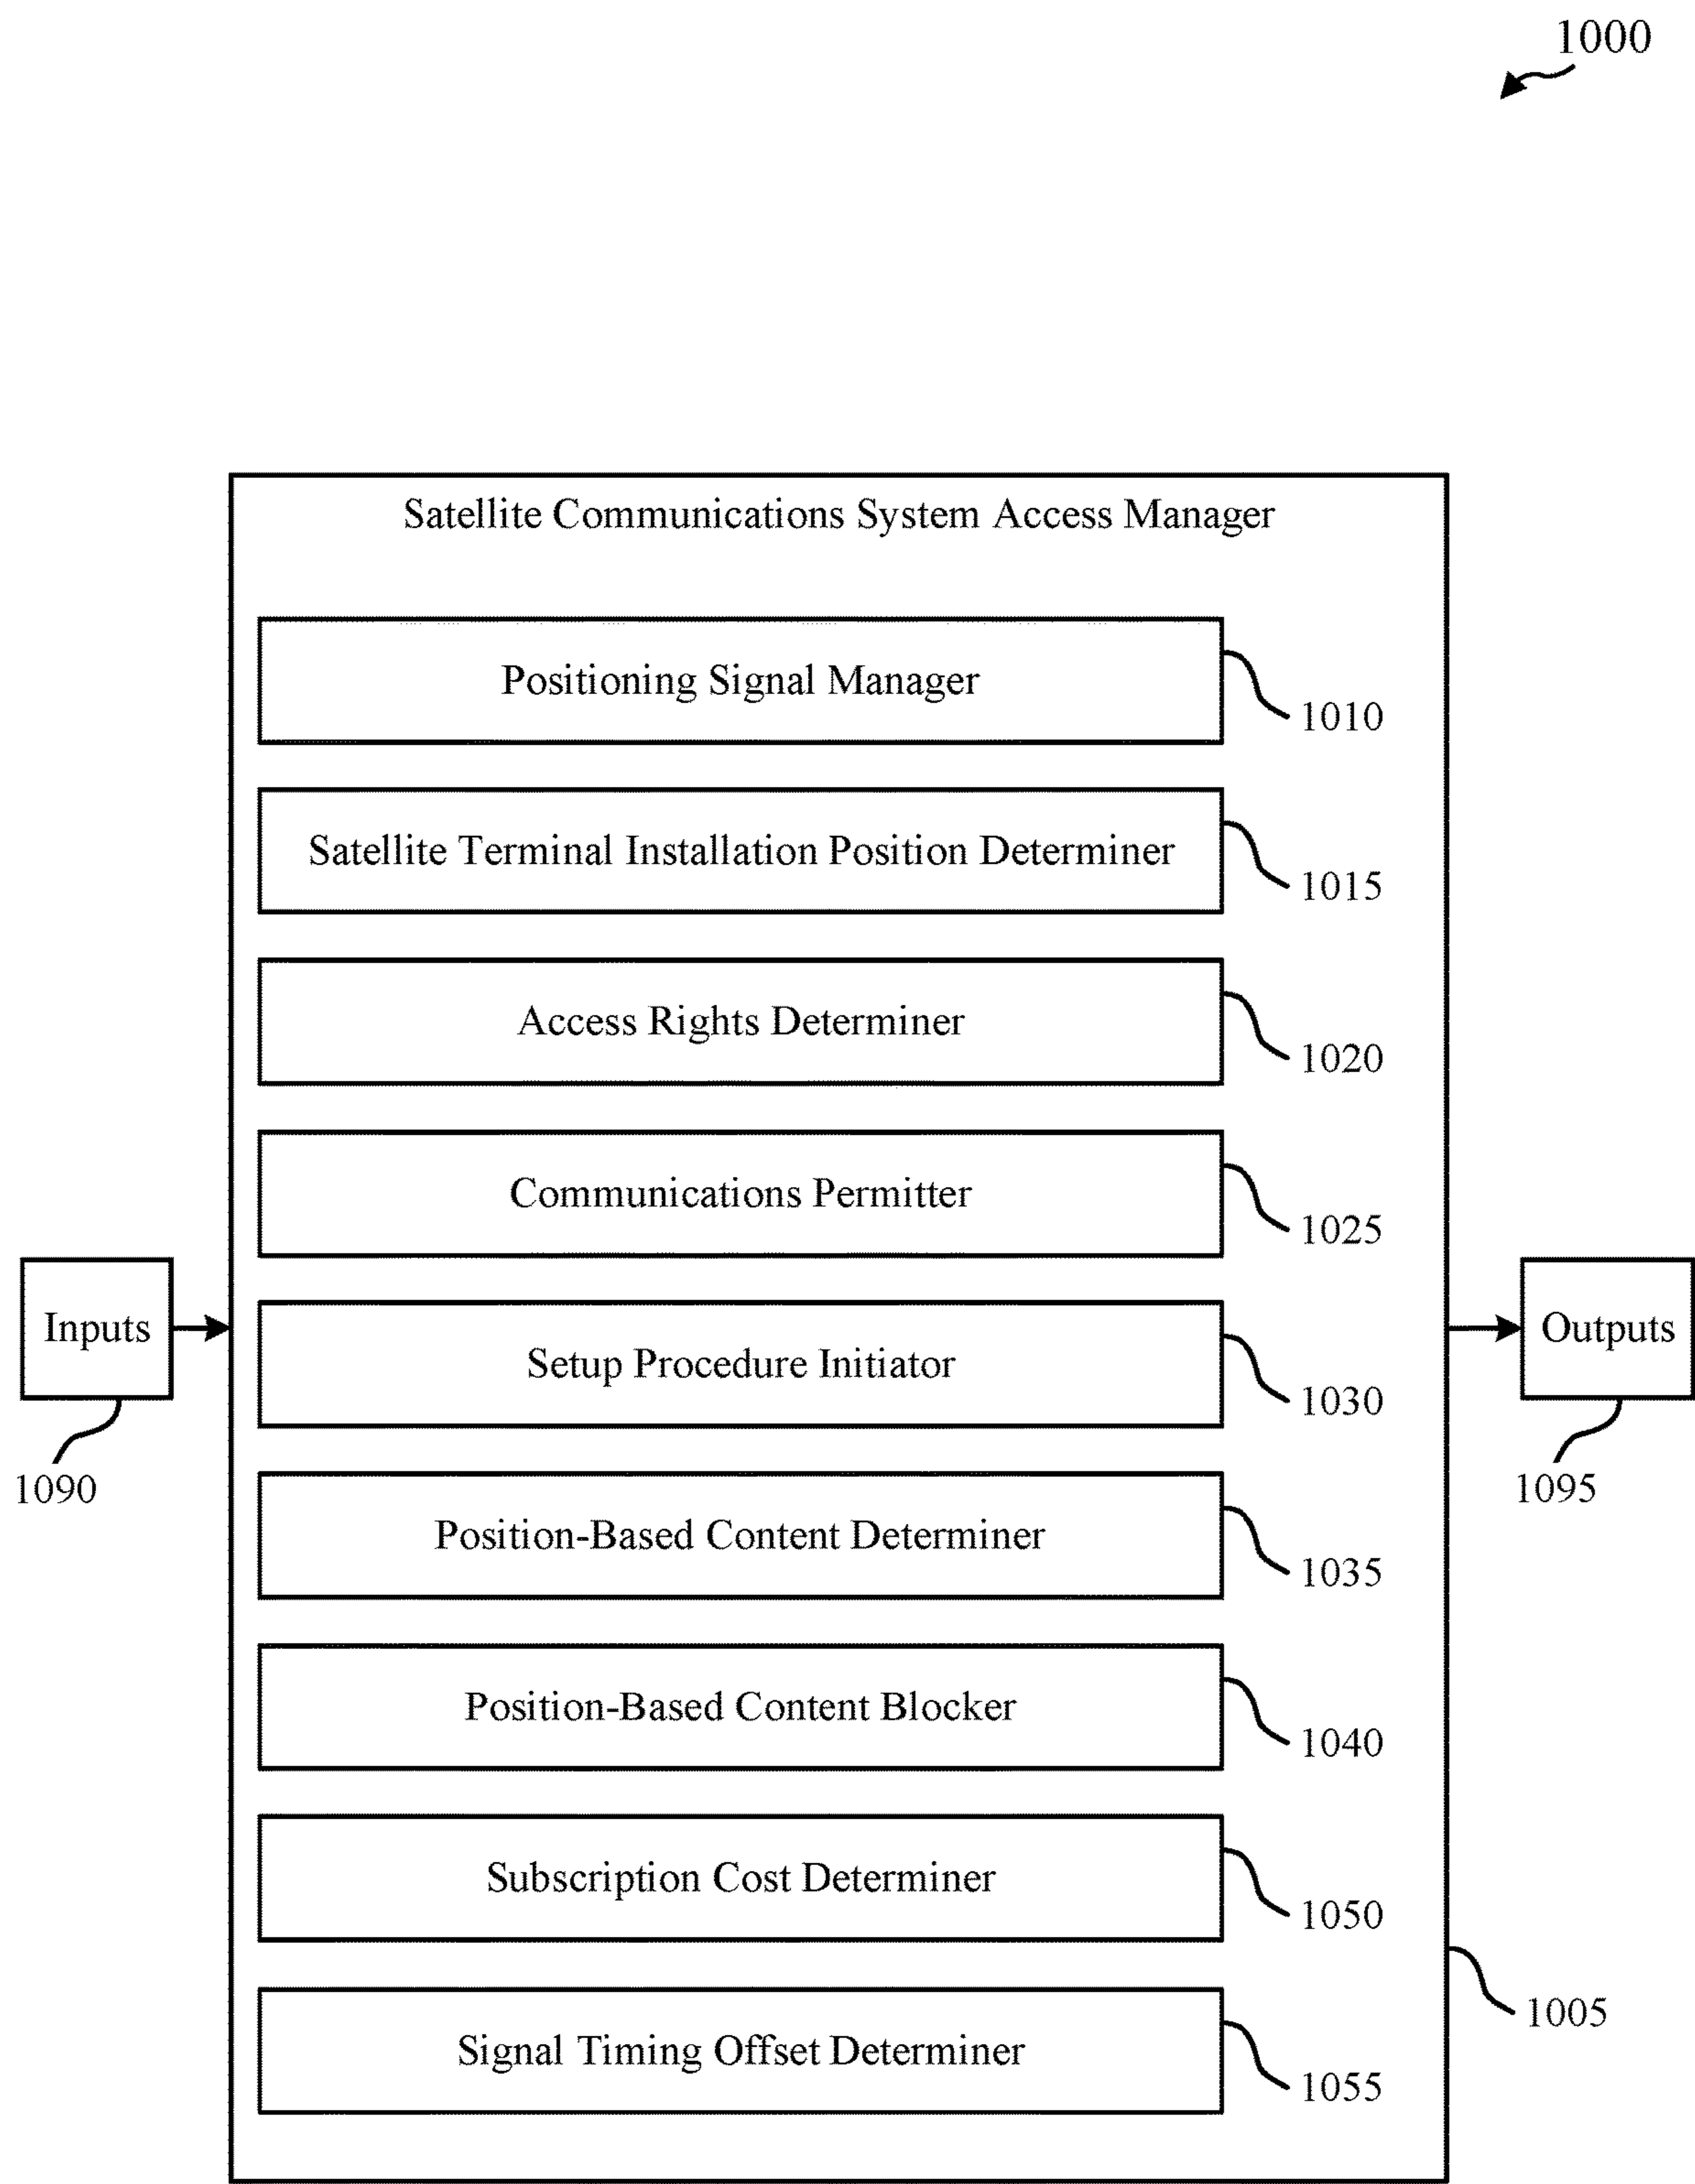 1000
Satellite Communications System Access Manager
Positioning Signal Manager
1010
Satellite Terminal Installation Position Determiner
1015
Access Rights Determiner
1020
Communications Permitter
1025
Inputs
1090
Setup Procedure Initiator
1030
Outputs
1095
Position-Based Content Determiner
1035
Position-Based Content Blocker
1040
Subscription Cost Determiner
1050
1005
Signal Timing Offset Determiner
1055